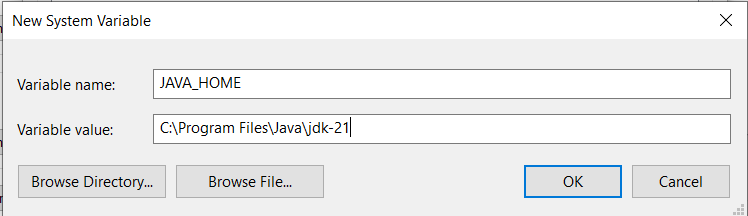 New System Variable
Variable name:
JAVA_HOME
Variable value:
C:\Program Files\Java\jdk-21
Browse Directory...
Browse File...
OK
Cancel